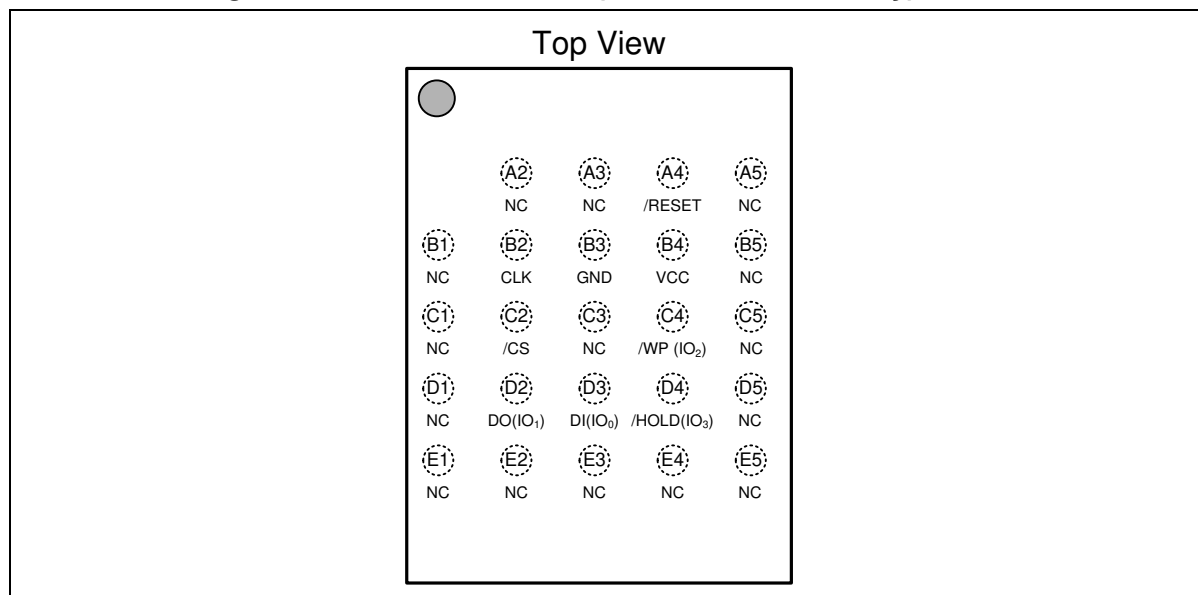 Top View
A2 A3 A4 A5
NC NC /RESET NC
B1 B2 B3 B4 B5
NC CLK GND VCC NC
C1 C2 C3 C4 C5
NC /CS NC /WP (IO₂) NC
D1 D2 D3 D4 D5
NC DO(IO₁) DI(IO₀) /HOLD(IO₃) NC
E1 E2 E3 E4 E5
NC NC NC NC NC